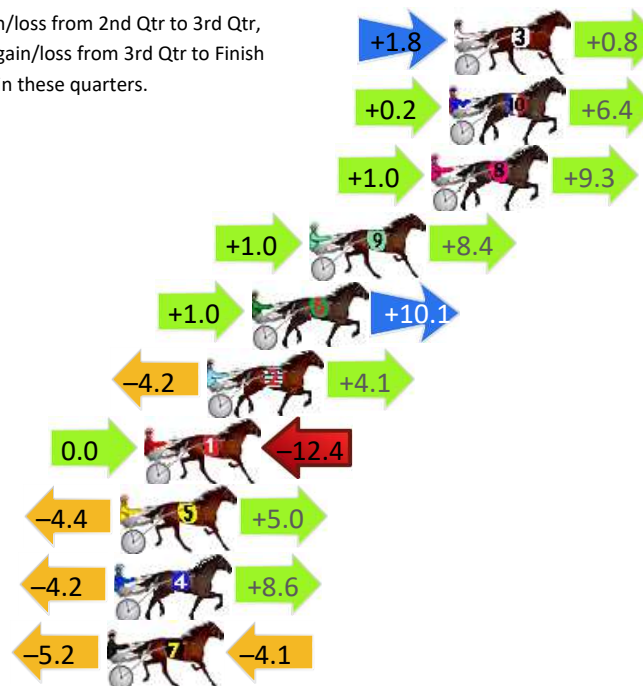 n/loss from 2nd Qtr to 3rd Qtr,
gain/loss from 3rd Qtr to Finish
n these quarters.
+1.8 3 +0.8
+0.2 10 +6.4
+1.0 8 +9.3
+1.0 9 +8.4
+1.0 6 +10.1
–4.2 2 +4.1
0.0 1 –12.4
–4.4 5 +5.0
–4.2 4 +8.6
–5.2 7 –4.1